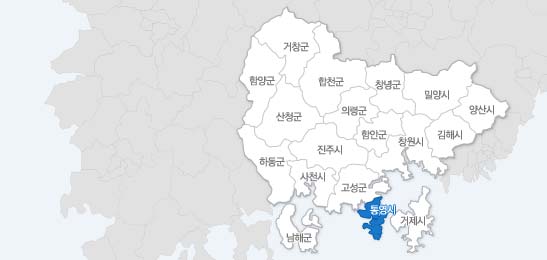 거창군
함양군
합천군
창녕군
밀양시
양산시
산청군
의령군
함안군
창원시
김해시
진주시
하동군
사천시
고성군
통영시
거제시
남해군